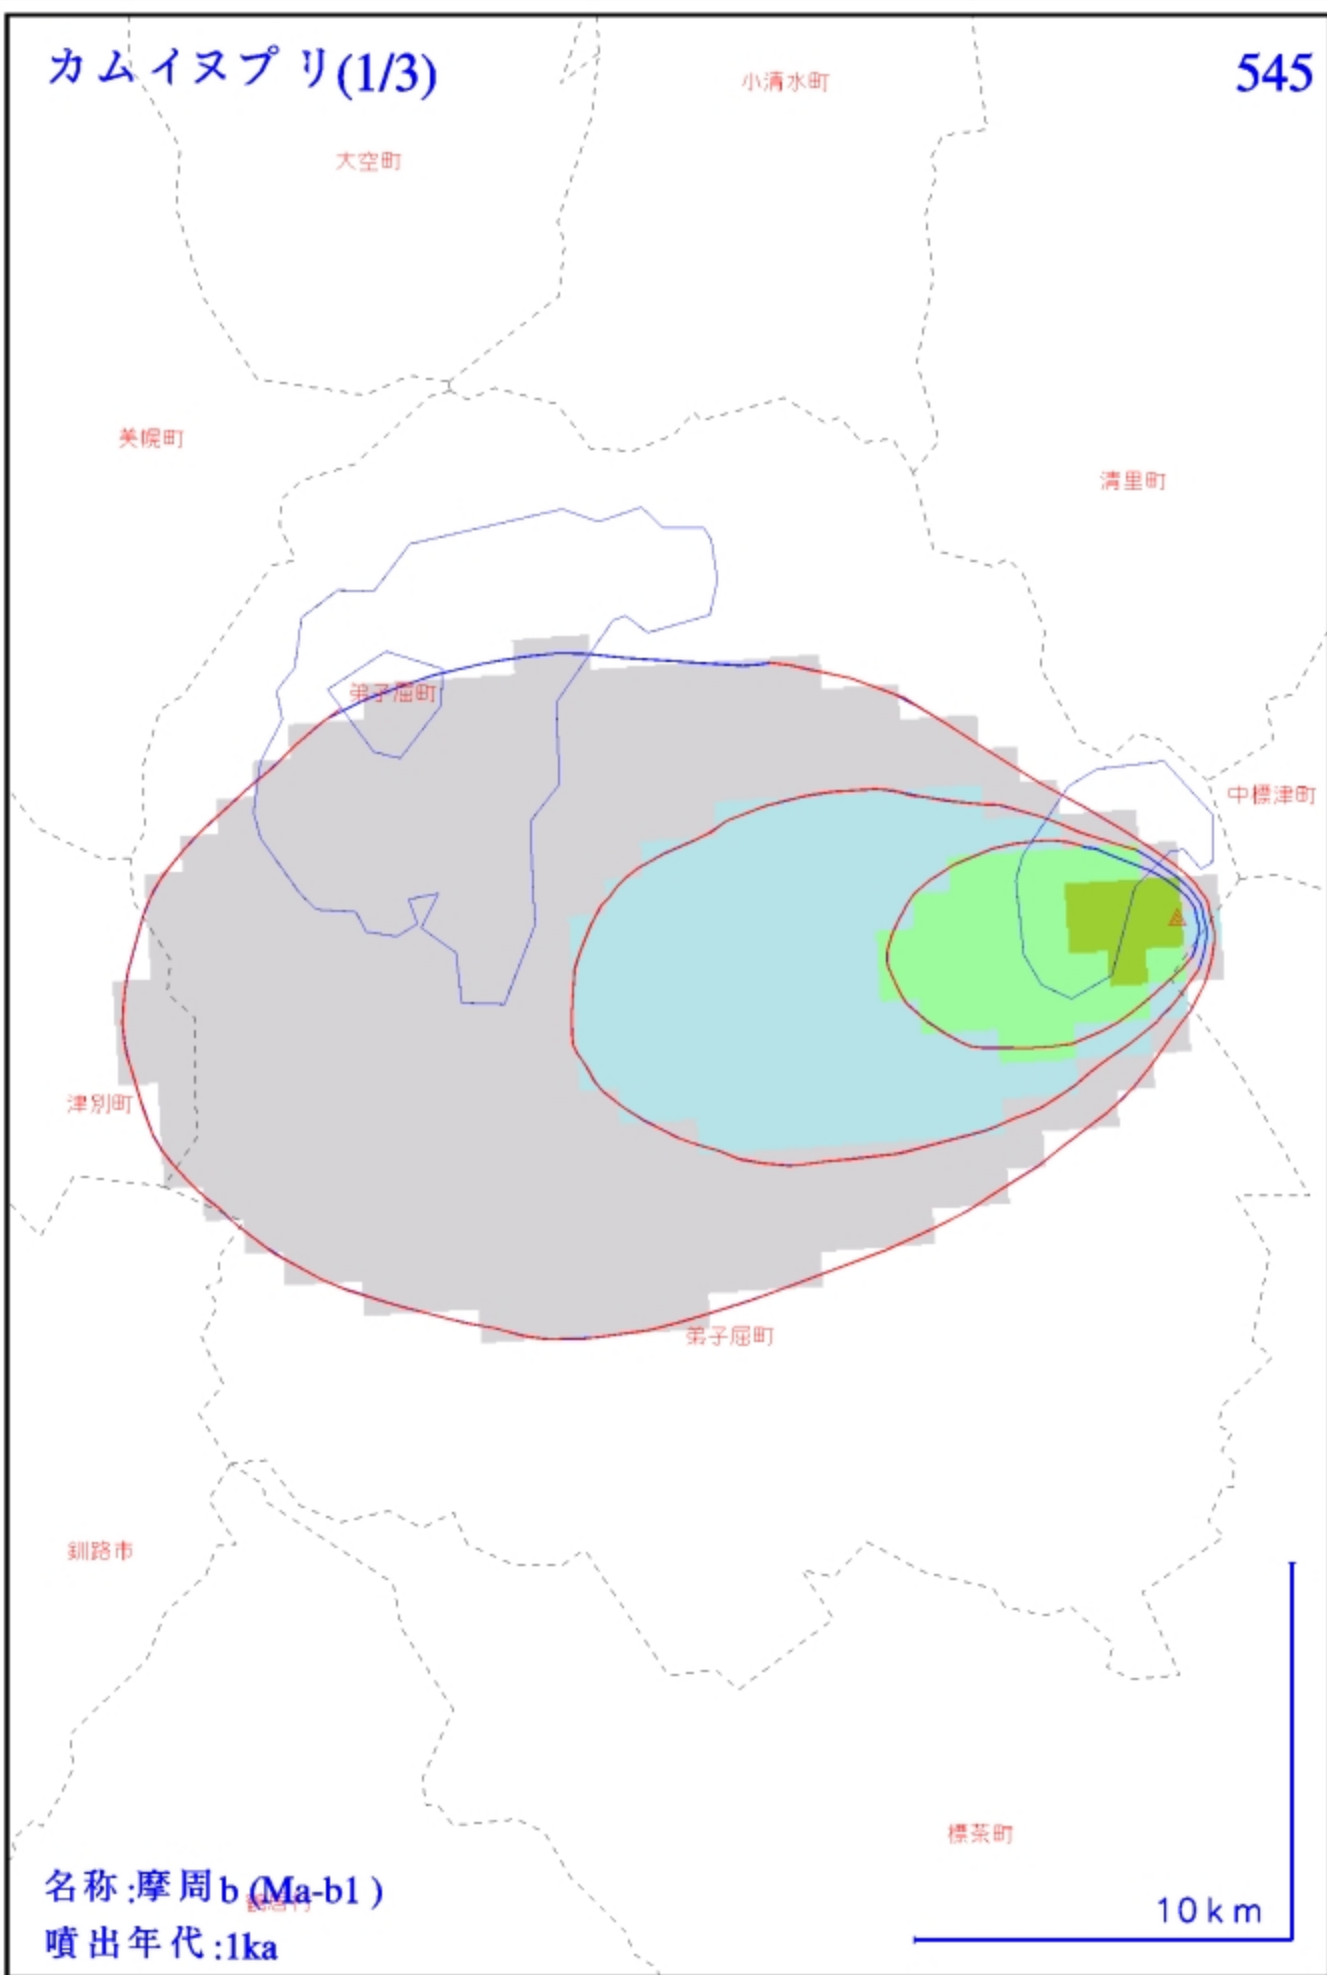 カムイヌプリ(1/3)
545
小清水町
大空町
美幌町
清里町
弟子屈町
中標津町
津別町
弟子屈町
釧路市
標茶町
名称:摩周b (Ma-b1 )
噴出年代:1ka
10km